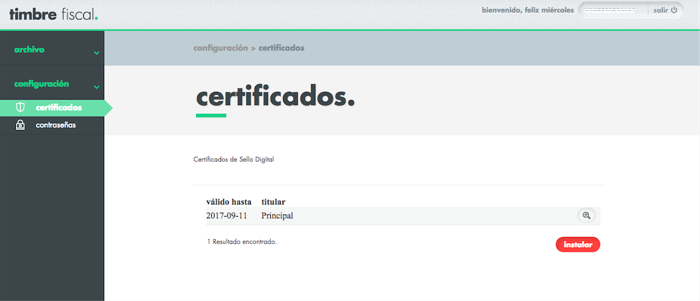 timbre fiscal.
bienvenido, feliz miércoles
salir
archivo
configuración > certificados
configuración
certificados
contraseñas
certificados.
Certificados de Sello Digital
válido hasta titular
2017-09-11 Principal
1 Resultado encontrado.
instalar